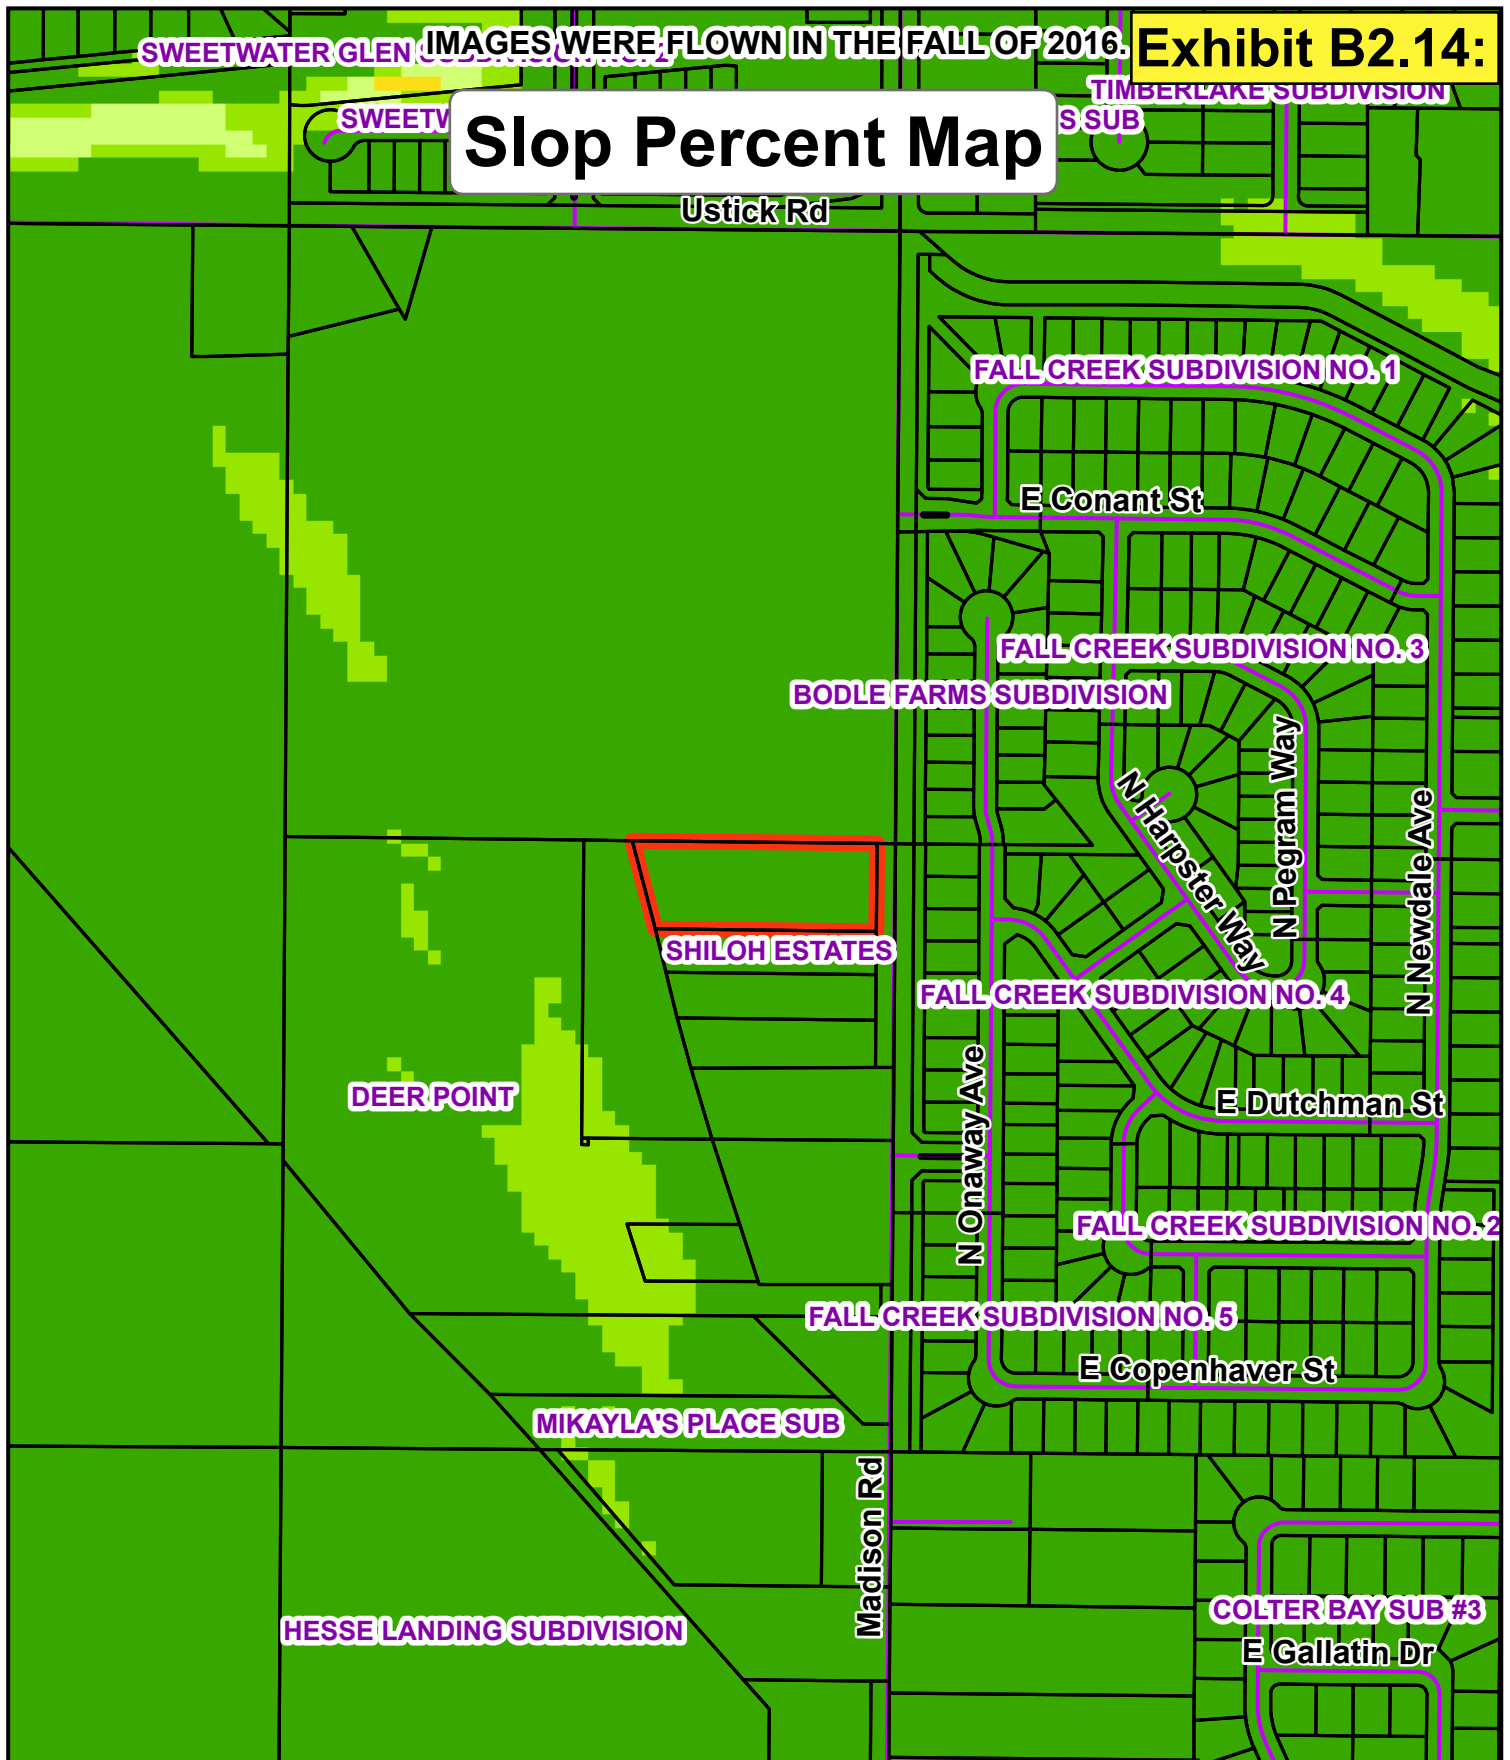 IMAGES WERE FLOWN IN THE FALL OF 2016.
Exhibit B2.14:
SWEETWATER GLEN SUBDIVISION NO. 2
TIMBERLAKE SUBDIVISION
S SUB
Slop Percent Map
Ustick Rd
FALL CREEK SUBDIVISION NO. 1
E Conant St
FALL CREEK SUBDIVISION NO. 3
BODLE FARMS SUBDIVISION
N Pegram Way
N Harpster Way
N Newdale Ave
SHILOH ESTATES
FALL CREEK SUBDIVISION NO. 4
DEER POINT
E Dutchman St
N Onaway Ave
FALL CREEK SUBDIVISION NO. 2
FALL CREEK SUBDIVISION NO. 5
E Copenhaver St
MIKAYLA'S PLACE SUB
Madison Rd
COLTER BAY SUB #3
HESSE LANDING SUBDIVISION
E Gallatin Dr